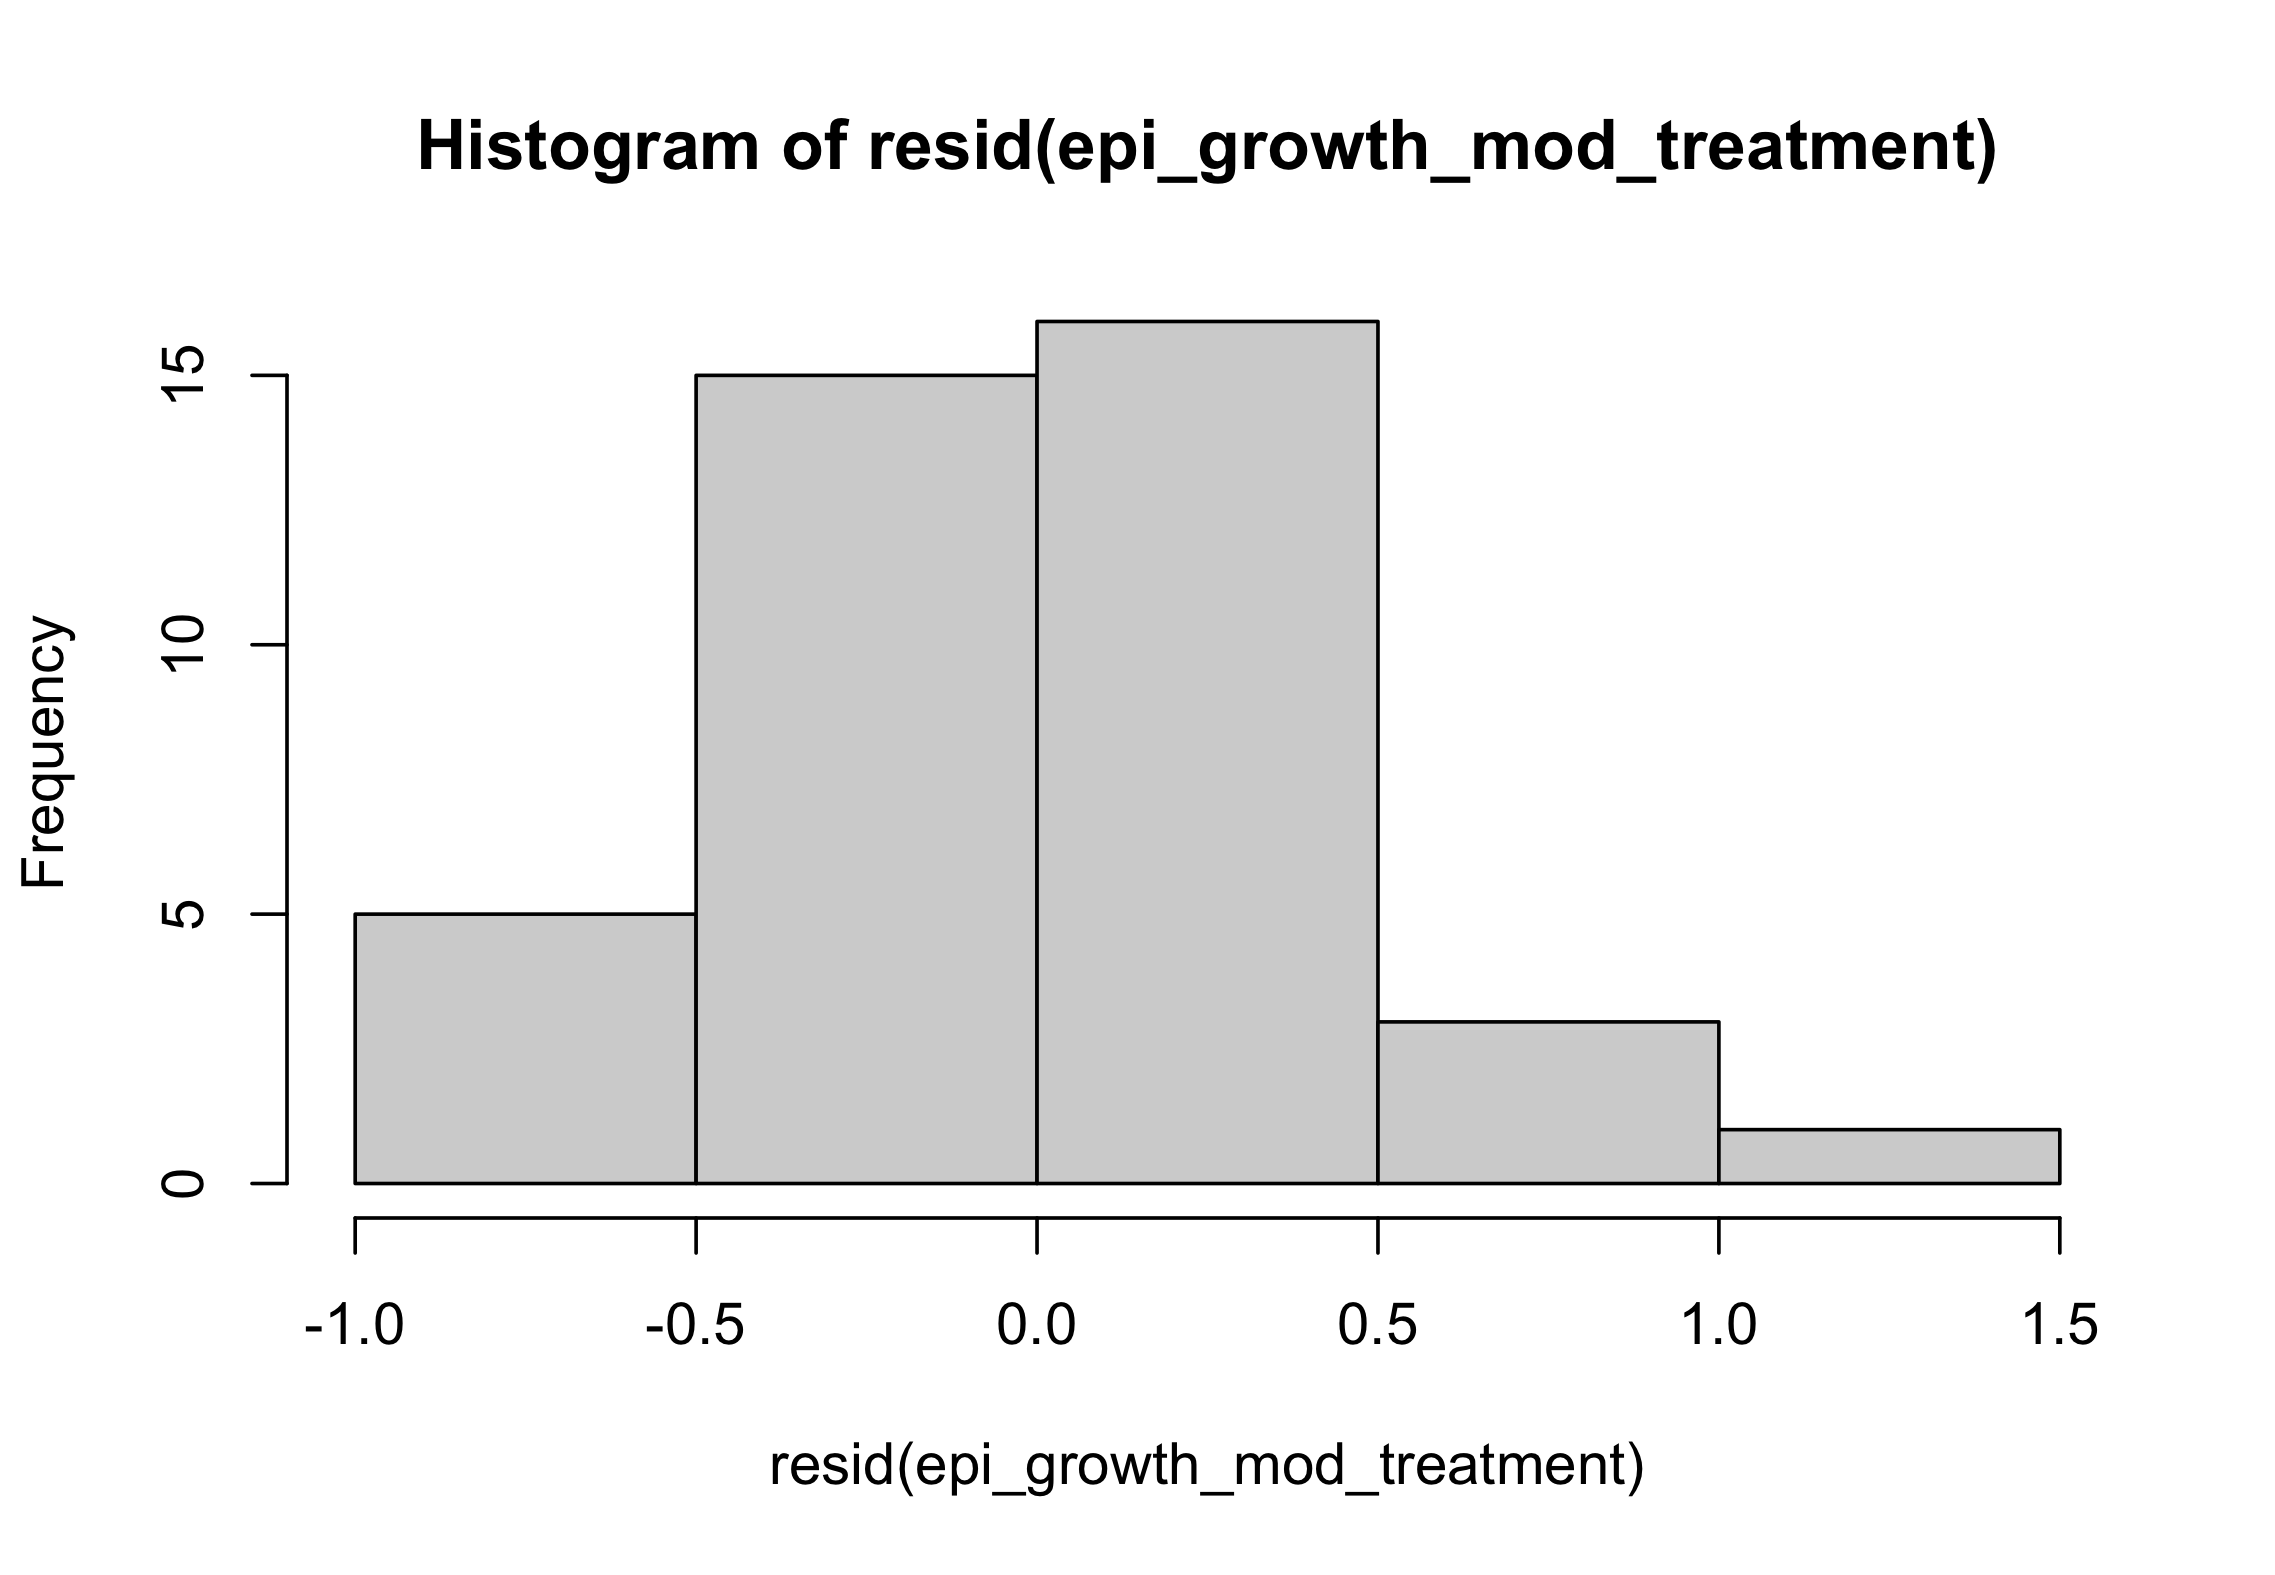 Histogram of resid(epi_growth_mod_treatment)
Frequency
15
10
5
0
-1.0 -0.5 0.0 0.5 1.0 1.5
resid(epi_growth_mod_treatment)